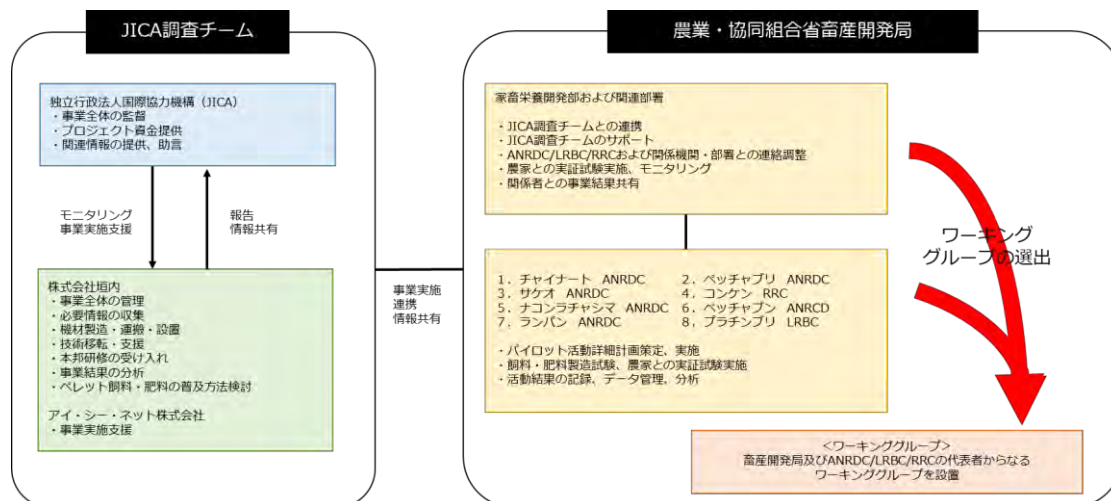 JICA調査チーム
独立行政法人国際協力機構（JICA）
・事業全体の監督
・プロジェクト資金提供
・関連情報の提供、助言
モニタリング
事業実施支援
報告
情報共有
株式会社垣内
・事業全体の管理
・必要情報の収集
・機材製造・運搬・設置
・技術移転・支援
・本邦研修の受け入れ
・事業結果の分析
・ペレット飼料・肥料の普及方法検討
アイ・シー・ネット株式会社
・事業実施支援
事業実施
連携
情報共有
農業・協同組合省畜産開発局
家畜栄養開発部および関連部署
・JICA調査チームとの連携
・JICA調査チームのサポート
・ANRDC/LRBC/RRCおよび関係機関・部署との連絡調整
・農家との実証試験実施、モニタリング
・関係者との事業結果共有
1．チャイナート ANRDC 2．ペッチャブリ ANRDC
3．サケオ ANRDC 4．コンケン RRC
5．ナコンラチャシマ ANRDC 6．ペッチャブン ANRCD
7．ランパン ANRDC 8．プラチンブリ LRBC
・パイロット活動詳細計画策定、実施
・飼料・肥料製造試験、農家との実証試験実施
・活動結果の記録、データ管理、分析
ワーキング
グループの選出
＜ワーキンググループ＞
畜産開発局及びANRDC/LRBC/RRCの代表者からなる
ワーキンググループを設置